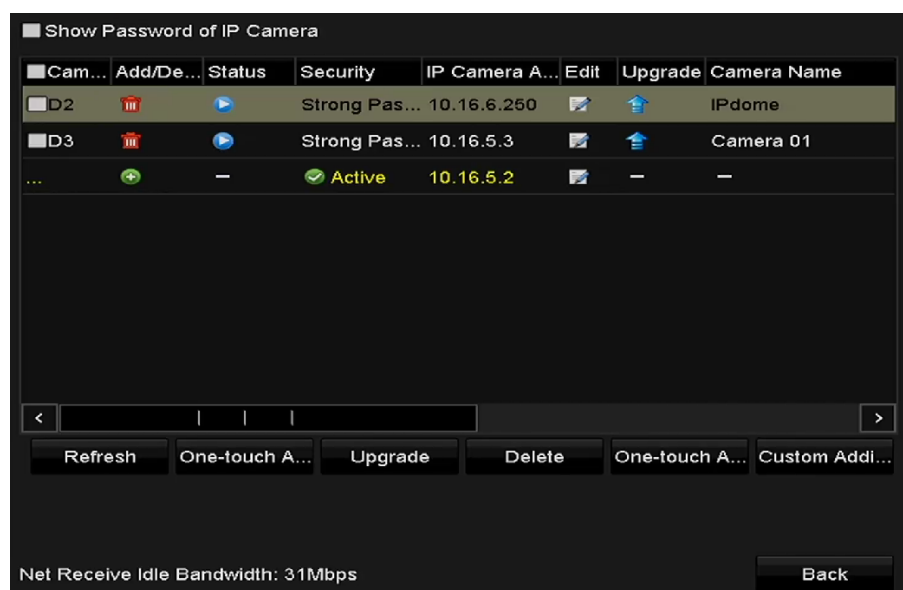 Show Password of IP Camera
Cam... Add/De... Status Security IP Camera A... Edit Upgrade Camera Name
D2 Strong Pas... 10.16.6.250 IPdome
D3 Strong Pas... 10.16.5.3 Camera 01
... — Active 10.16.5.2 — —
< >
Refresh One-touch A... Upgrade Delete One-touch A... Custom Addi...
Net Receive Idle Bandwidth: 31Mbps Back